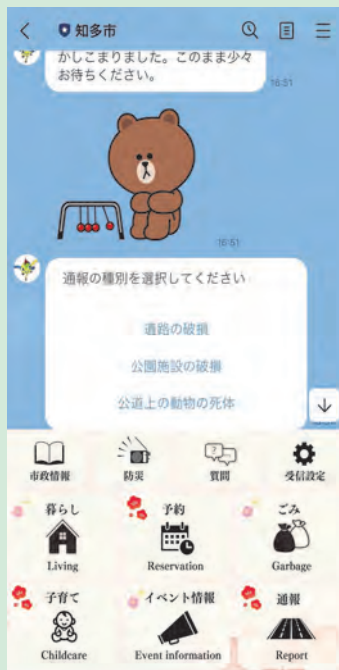 知多市
かしこまりました。このまま少々
お待ちください。
16:51
16:51
通報の種別を選択してください
道路の破損
公園施設の破損
公道上の動物の死体
市政情報
防災
質問
受信設定
暮らし
Living
予約
Reservation
ごみ
Garbage
子育て
Childcare
イベント情報
Event information
通報
Report